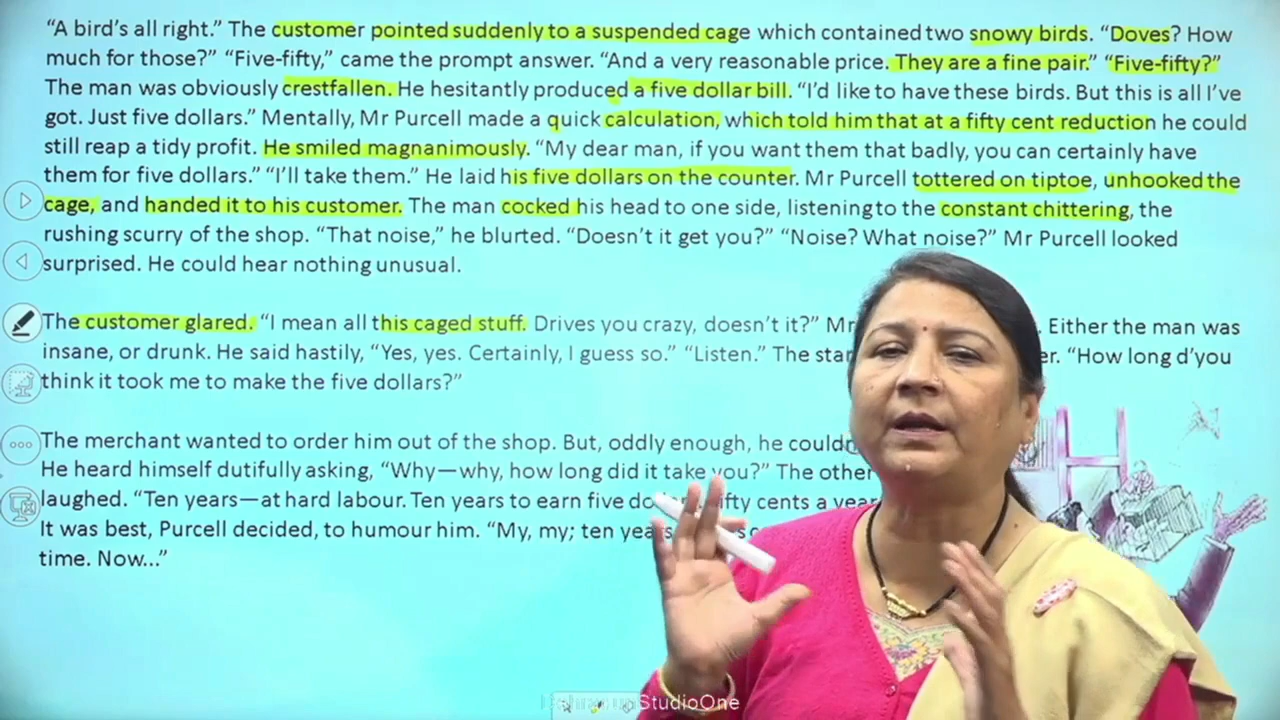 “A bird’s all right.” The customer pointed suddenly to a suspended cage which contained two snowy birds. “Doves? How
much for those?” “Five-fifty,” came the prompt answer. “And a very reasonable price. They are a fine pair.” “Five-fifty?”
The man was obviously crestfallen. He hesitantly produced a five dollar bill. “I’d like to have these birds. But this is all I’ve
got. Just five dollars.” Mentally, Mr Purcell made a quick calculation, which told him that at a fifty cent reduction he could
still reap a tidy profit. He smiled magnanimously. “My dear man, if you want them that badly, you can certainly have
them for five dollars.” “I’ll take them.” He laid his five dollars on the counter. Mr Purcell tottered on tiptoe, unhooked the
cage, and handed it to his customer. The man cocked his head to one side, listening to the constant chittering, the
rushing scurry of the shop. “That noise,” he blurted. “Doesn’t it get you?” “Noise? What noise?” Mr Purcell looked
surprised. He could hear nothing unusual.
The customer glared. “I mean all this caged stuff. Drives you crazy, doesn’t it?” Mr Either the man was
insane, or drunk. He said hastily, “Yes, yes. Certainly, I guess so.” “Listen.” The “How long d’you
think it took me to make the five dollars?”
The merchant wanted to order him out of the shop. But, oddly enough, he
He heard himself dutifully asking, “Why—why, how long did it take you?” The other
laughed. “Ten years—at hard labour. Ten years to earn five fifty cents a year
It was best, Purcell decided, to humour him. “My, my; ten
time. Now...”
StudioOne